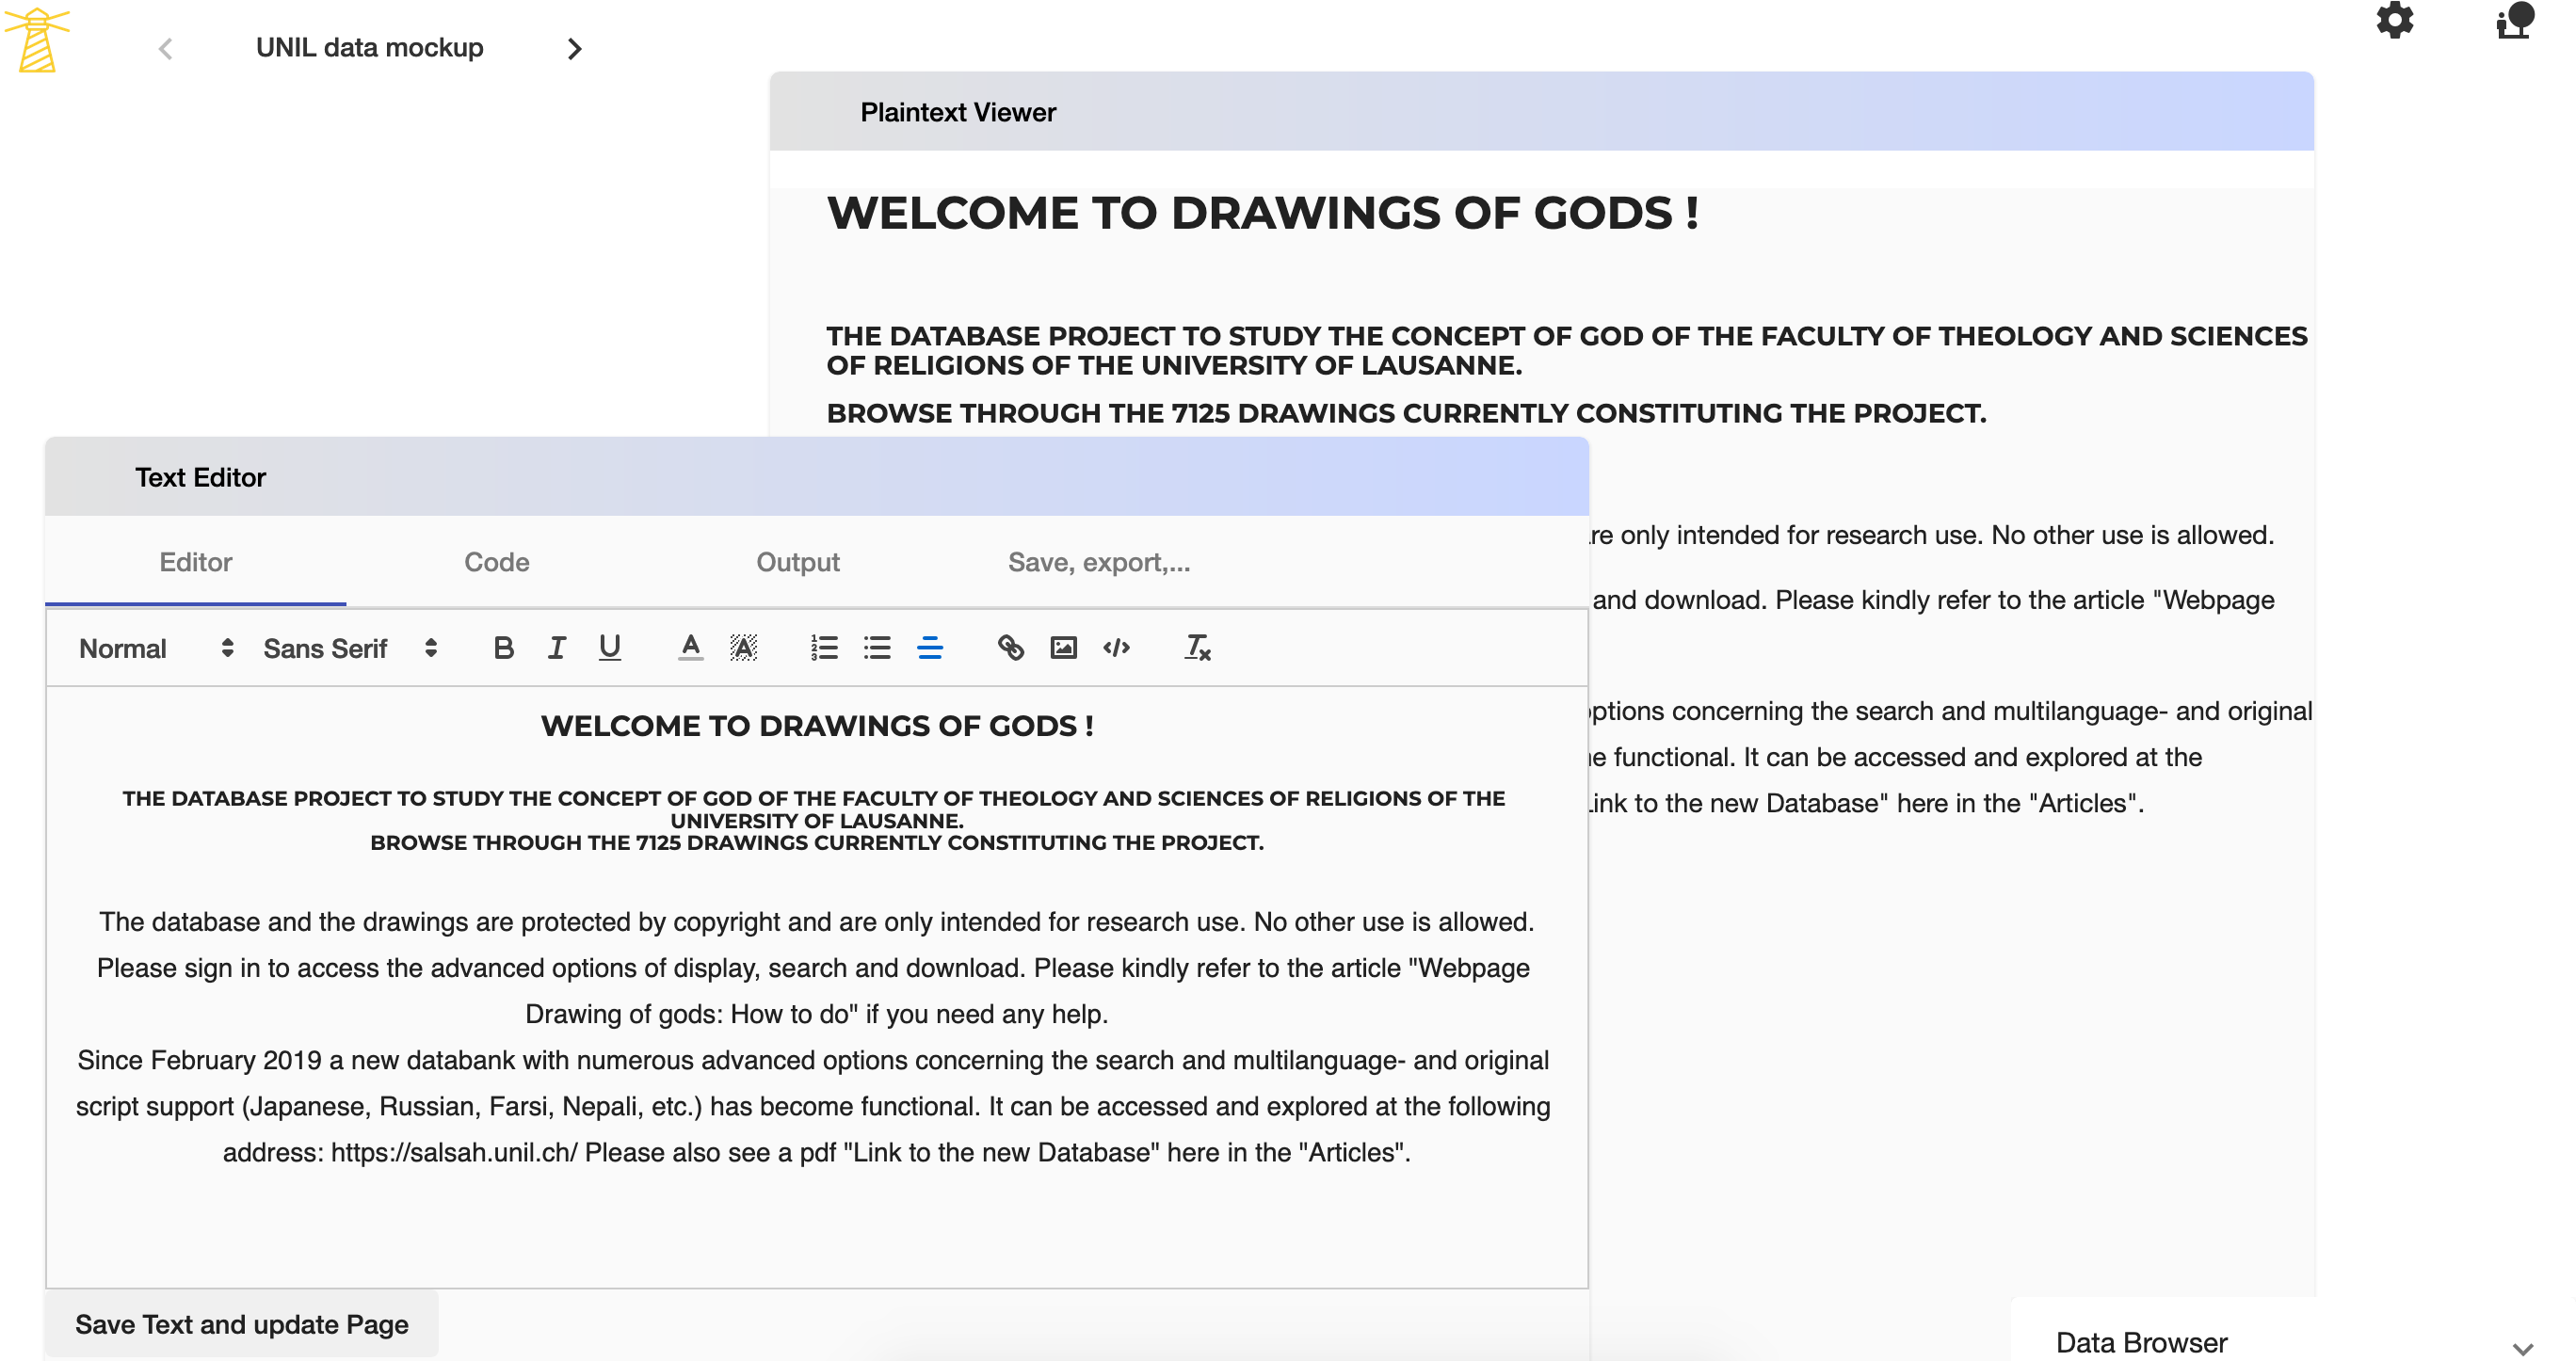 UNIL data mockup
Plaintext Viewer
WELCOME TO DRAWINGS OF GODS !
THE DATABASE PROJECT TO STUDY THE CONCEPT OF GOD OF THE FACULTY OF THEOLOGY AND SCIENCES
OF RELIGIONS OF THE UNIVERSITY OF LAUSANNE.
BROWSE THROUGH THE 7125 DRAWINGS CURRENTLY CONSTITUTING THE PROJECT.
only intended for research use. No other use is allowed.
and download. Please kindly refer to the article "Webpage
concerning the search and multilanguage- and original
functional. It can be accessed and explored at the
to the new Database" here in the "Articles".
Text Editor
Editor Code Output Save, export,...
Normal Sans Serif B I U A A
WELCOME TO DRAWINGS OF GODS !
THE DATABASE PROJECT TO STUDY THE CONCEPT OF GOD OF THE FACULTY OF THEOLOGY AND SCIENCES OF RELIGIONS OF THE
UNIVERSITY OF LAUSANNE.
BROWSE THROUGH THE 7125 DRAWINGS CURRENTLY CONSTITUTING THE PROJECT.
The database and the drawings are protected by copyright and are only intended for research use. No other use is allowed.
Please sign in to access the advanced options of display, search and download. Please kindly refer to the article "Webpage
Drawing of gods: How to do" if you need any help.
Since February 2019 a new databank with numerous advanced options concerning the search and multilanguage- and original
script support (Japanese, Russian, Farsi, Nepali, etc.) has become functional. It can be accessed and explored at the following
address: https://salsah.unil.ch/ Please also see a pdf "Link to the new Database" here in the "Articles".
Save Text and update Page
Data Browser